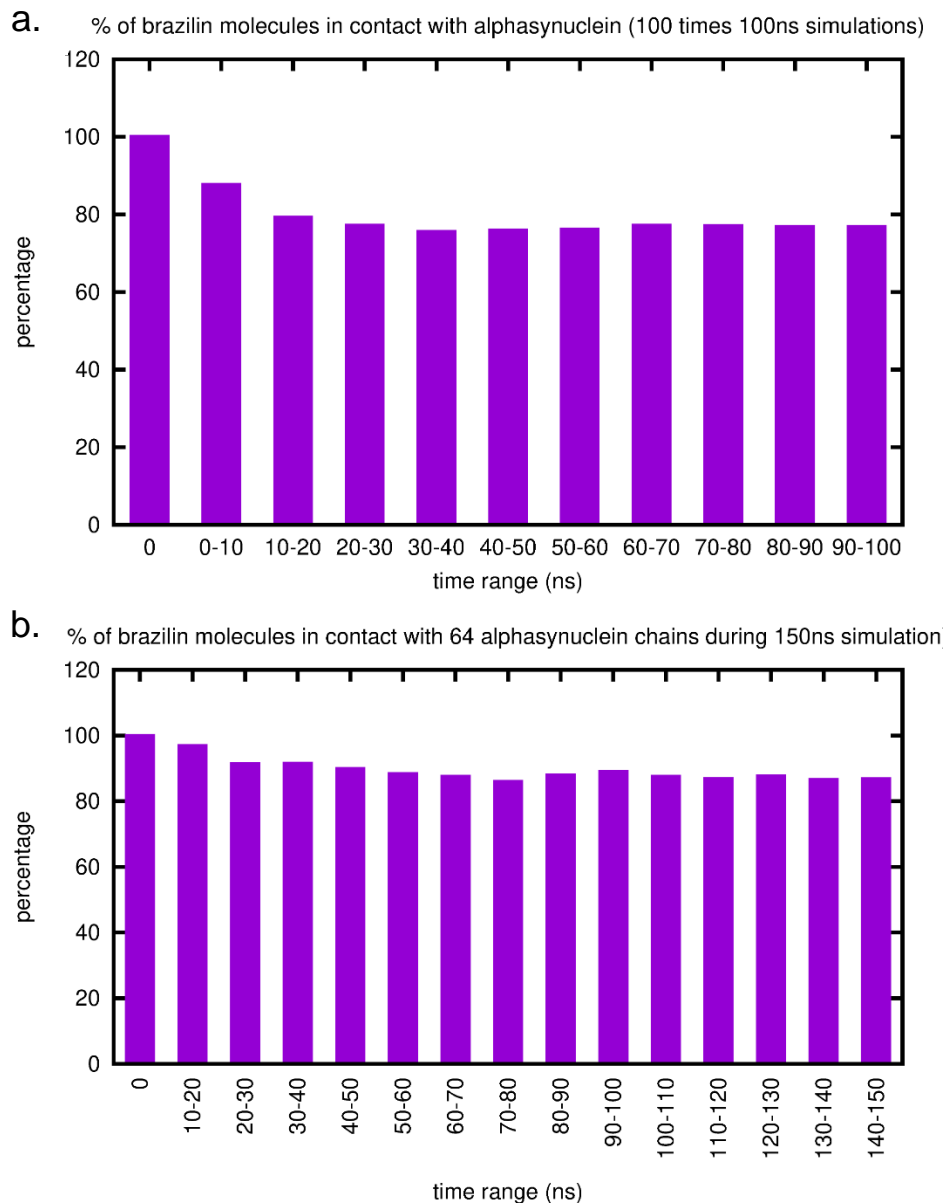 a.
% of brazilin molecules in contact with alphasynuclein (100 times 100ns simulations)
120
100
80
60
40
20
0
percentage
0 0-10 10-20 20-30 30-40 40-50 50-60 60-70 70-80 80-90 90-100
time range (ns)
b.
% of brazilin molecules in contact with 64 alphasynuclein chains during 150ns simulation)
120
100
80
60
40
20
0
percentage
0 10-20 20-30 30-40 40-50 50-60 60-70 70-80 80-90 90-100 100-110 110-120 120-130 130-140 140-150
time range (ns)